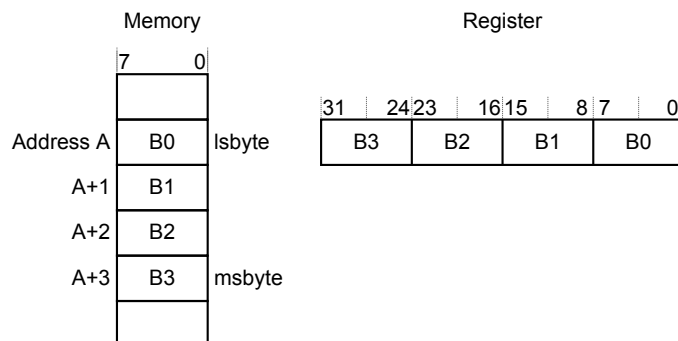 Memory Register
7 0
31 24 23 16 15 8 7 0
Address A B0 lsbyte B3 B2 B1 B0
A+1 B1
A+2 B2
A+3 B3 msbyte